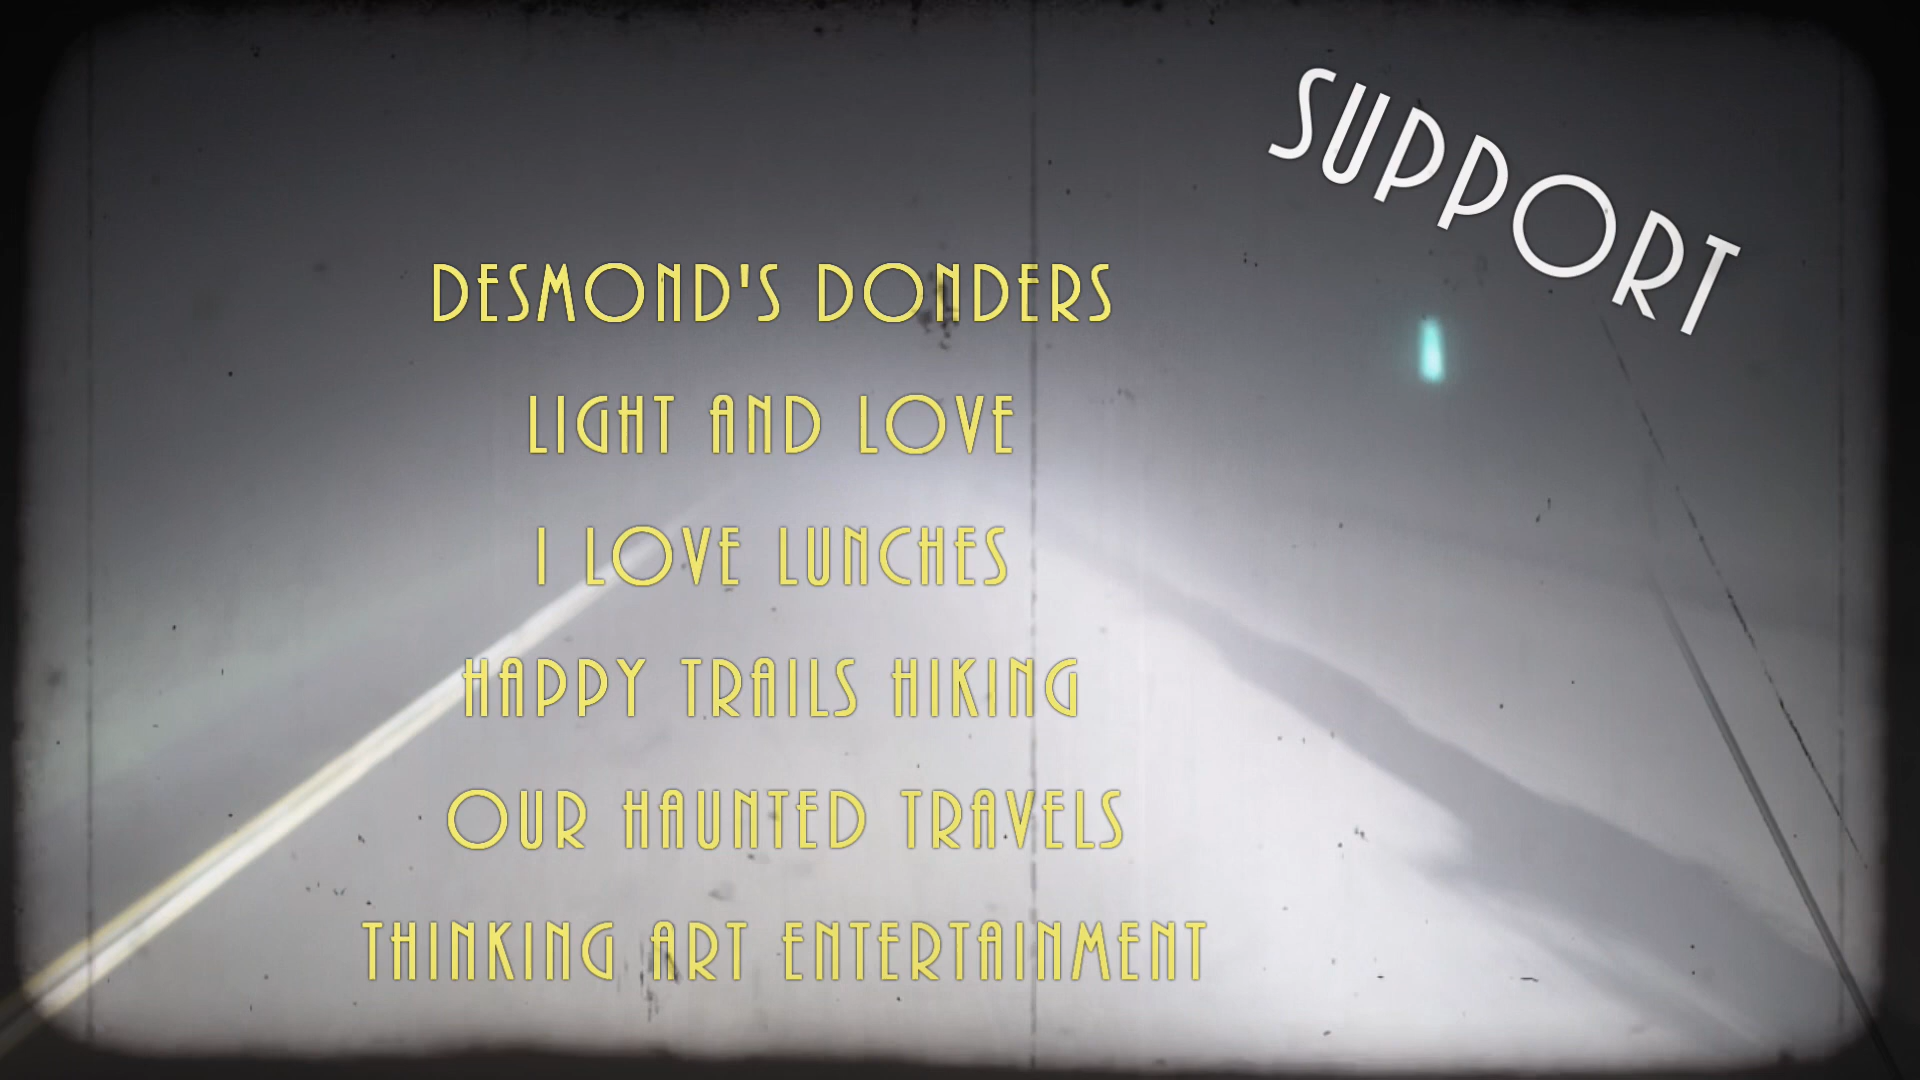 SUPPORT
DESMOND'S DONDERS
LIGHT AND LOVE
I LOVE LUNCHES
HAPPY TRAILS HIKING
OUR HAUNTED TRAVELS
THINKING ART ENTERTAINMENT